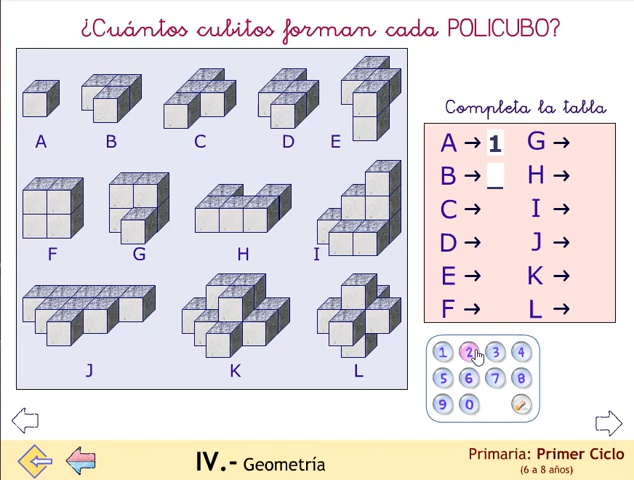 ¿Cuántos cubitos forman cada POLICUBO?
A B C D E
F G H I
J K L
Completa la tabla
A → 1 G →
B → _ H →
C → I →
D → J →
E → K →
F → L →
1 2 3 4
5 6 7 8
9 0
IV.- Geometría
Primaria: Primer Ciclo
(6 a 8 años)